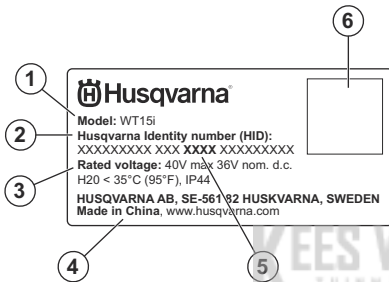 6
1
Husqvarna
Model: WT15i
2
Husqvarna Identity number (HID):
XXXXXXXXX XXX XXXX XXXXXXXXX
3
Rated voltage: 40V max 36V nom. d.c.
H20 < 35°C (95°F), IP44
HUSQVARNA AB, SE-561 82 HUSKVARNA, SWEDEN
Made in China, www.husqvarna.com
4
5
KEES